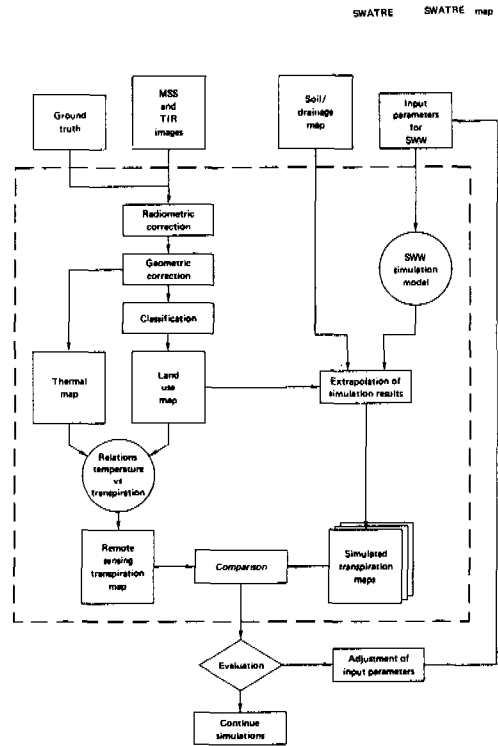 SWATRE SWATRE map
Ground
truth
MSS
and
TIR
images
Soil/
drainage
map
Input
parameters
for
SWW
Radiometric
correction
Geometric
correction
SWW
simulation
model
Classification
Thermal
map
Land
use
map
Extrapolation of
simulation results
Relations
temperature
vs
transpiration
Remote
sensing
transpiration
map
Comparison
Simulated
transpiration
maps
Evaluation
Adjustment of
input parameters
Continue
simulations